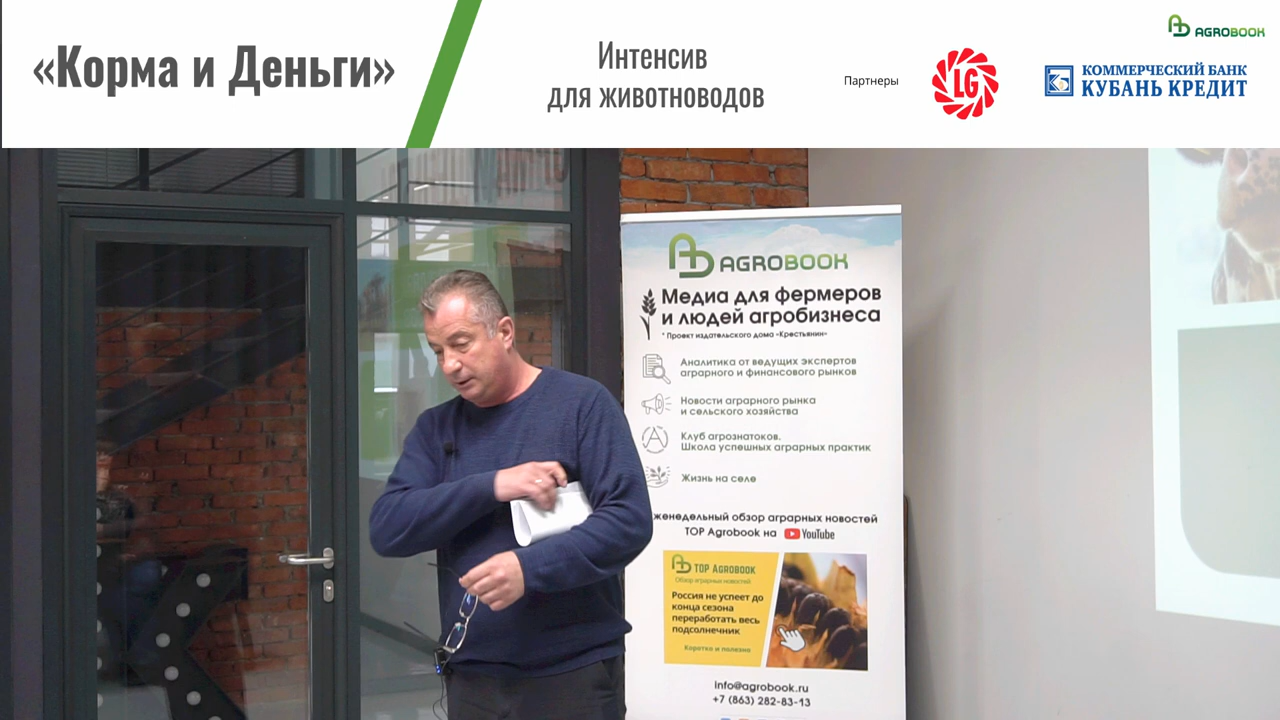 «Корма и Деньги»
Интенсив
для животноводов
Партнеры
LG
КОММЕРЧЕСКИЙ БАНК
КУБАНЬ КРЕДИТ
AGROBOOK
AGROBOOK
Медиа для фермеров
и людей агробизнеса
* Проект издательского дома «Крестьянин»
Аналитика от ведущих экспертов
аграрного и финансового рынков
Новости аграрного рынка
и сельского хозяйства
Клуб агрознатоков.
Школа успешных аграрных практик
Жизнь на селе
женедельный обзор аграрных новостей
TOP Agrobook на YouTube
TOP AGROBOOK
Обзор аграрных новостей
Россия не успеет до
конца сезона
переработать весь
подсолнечник
Коротко и полезно
info@agrobook.ru
+7 (863) 282-83-13